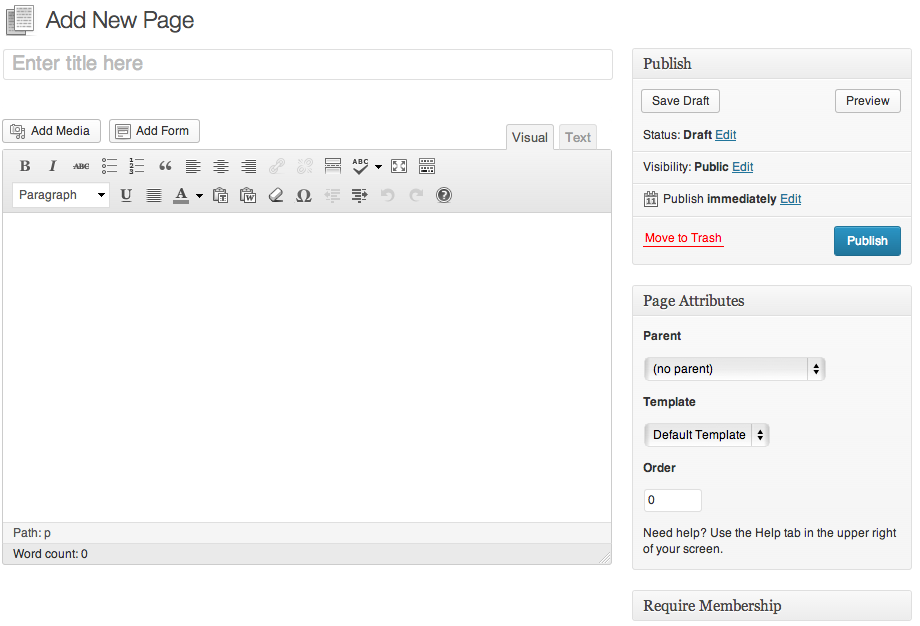 Add New Page
Enter title here
Add Media
Add Form
Visual
Text
B I ABC ABC
Paragraph
U A Ω
Path: p
Word count: 0
Publish
Save Draft
Preview
Status: Draft Edit
Visibility: Public Edit
11 Publish immediately Edit
Move to Trash
Publish
Page Attributes
Parent
(no parent)
Template
Default Template
Order
0
Need help? Use the Help tab in the upper right
of your screen.
Require Membership